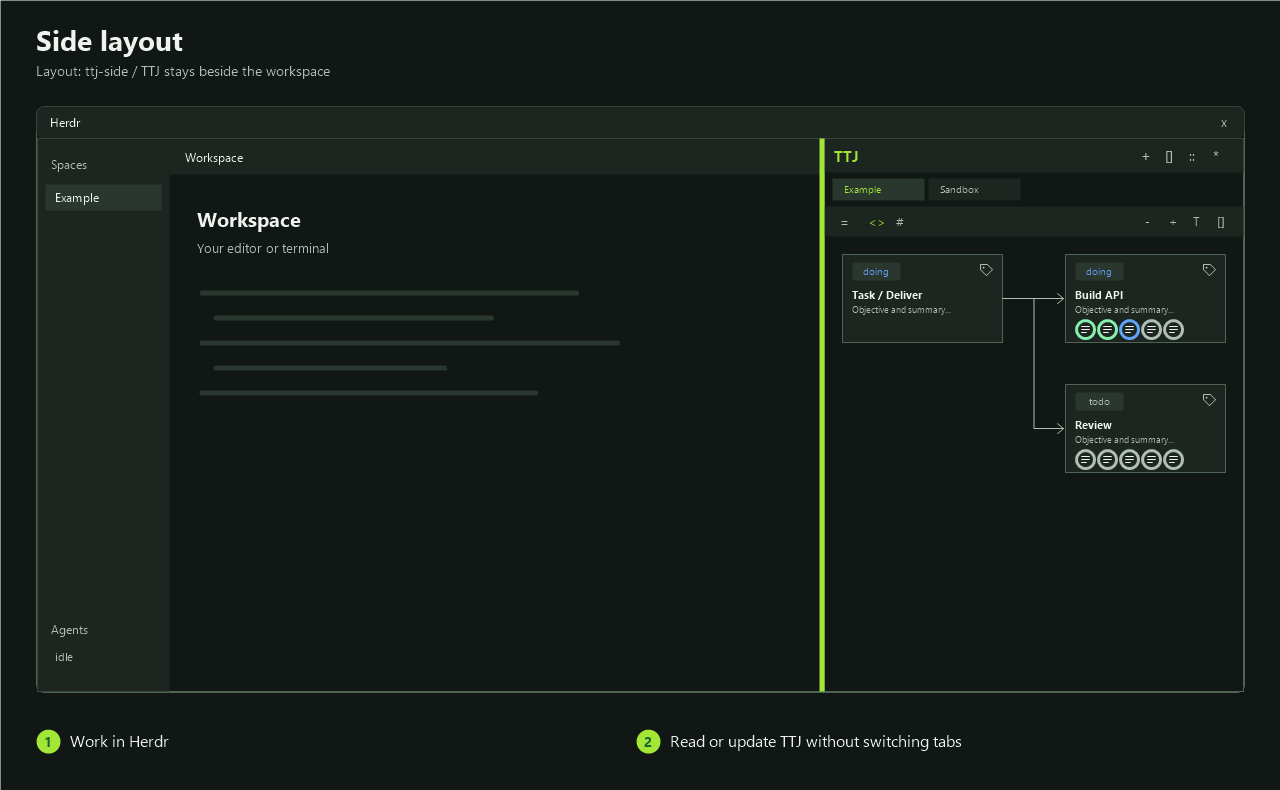 Side layout
Layout: ttj-side / TTJ stays beside the workspace
Herdr
x
Spaces
Example
Agents
idle
Workspace
Workspace
Your editor or terminal
TTJ
+ [] :: *
Example
Sandbox
= <> #
- + T []
doing
Task / Deliver
Objective and summary...
doing
Build API
Objective and summary...
todo
Review
Objective and summary...
1 Work in Herdr
2 Read or update TTJ without switching tabs